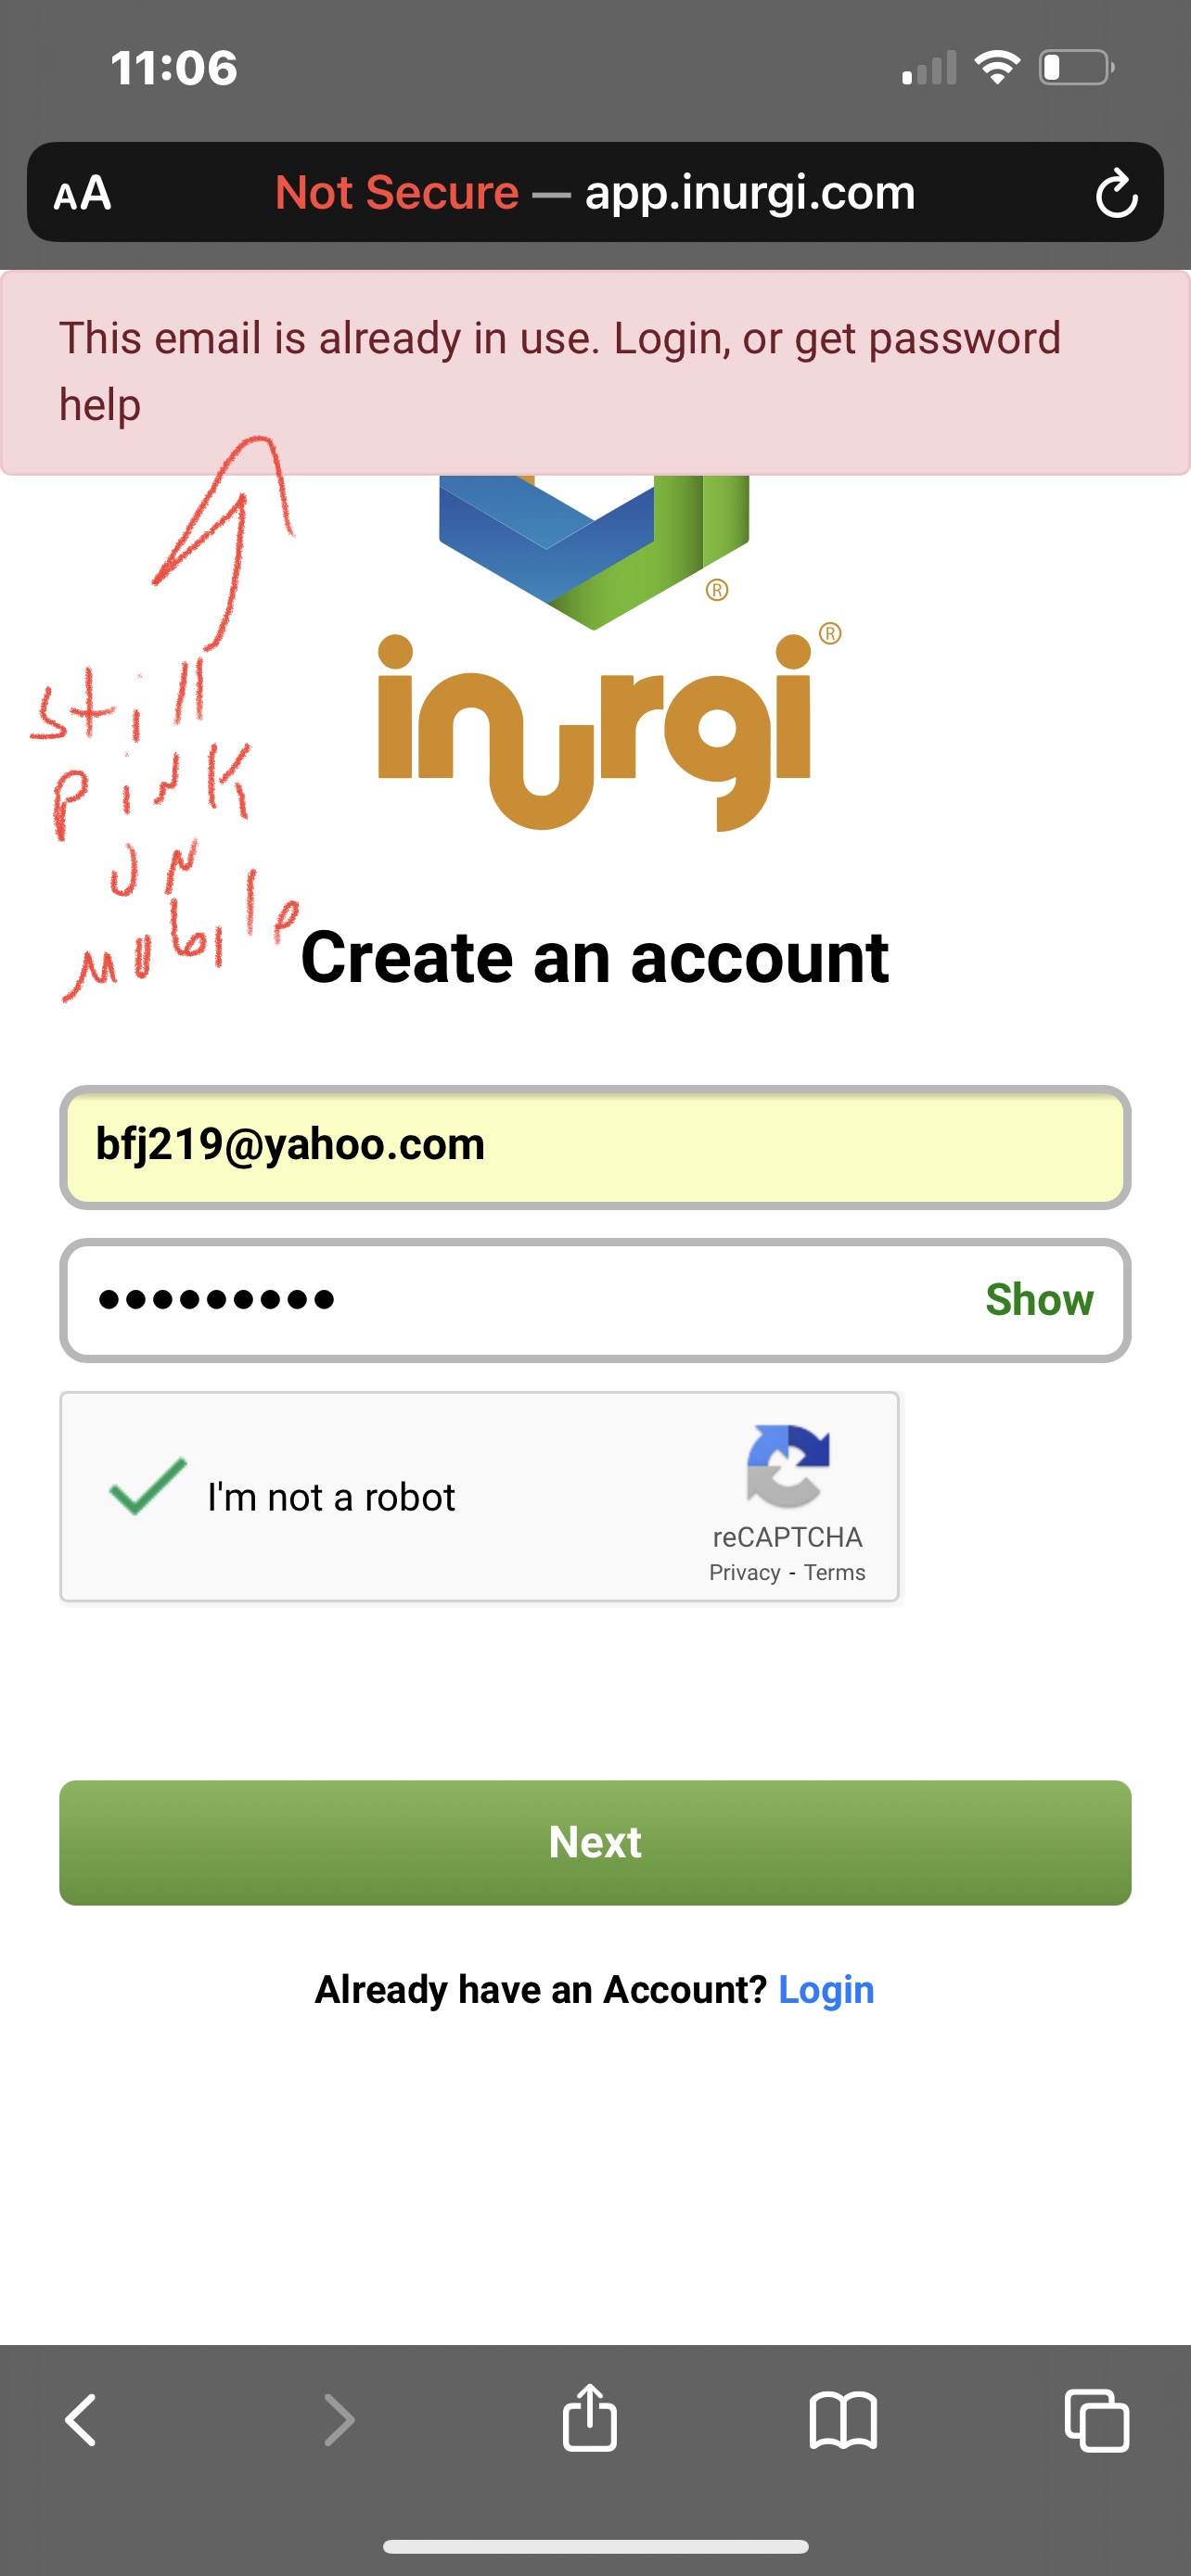 11:06
AA Not Secure — app.inurgi.com
This email is already in use. Login, or get password
help
®
inurgi®
still
pink
on
mobile
Create an account
bfj219@yahoo.com
••••••••• Show
I'm not a robot
reCAPTCHA
Privacy - Terms
Next
Already have an Account? Login